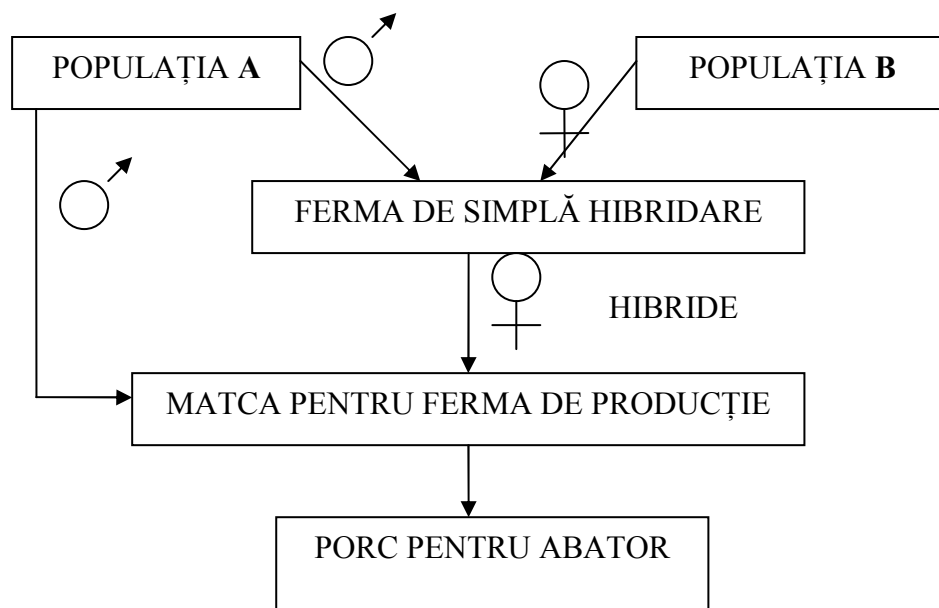 POPULAȚIA A
POPULAȚIA B
FERMA DE SIMPLĂ HIBRIDARE
HIBRIDE
MATCA PENTRU FERMA DE PRODUCȚIE
PORC PENTRU ABATOR